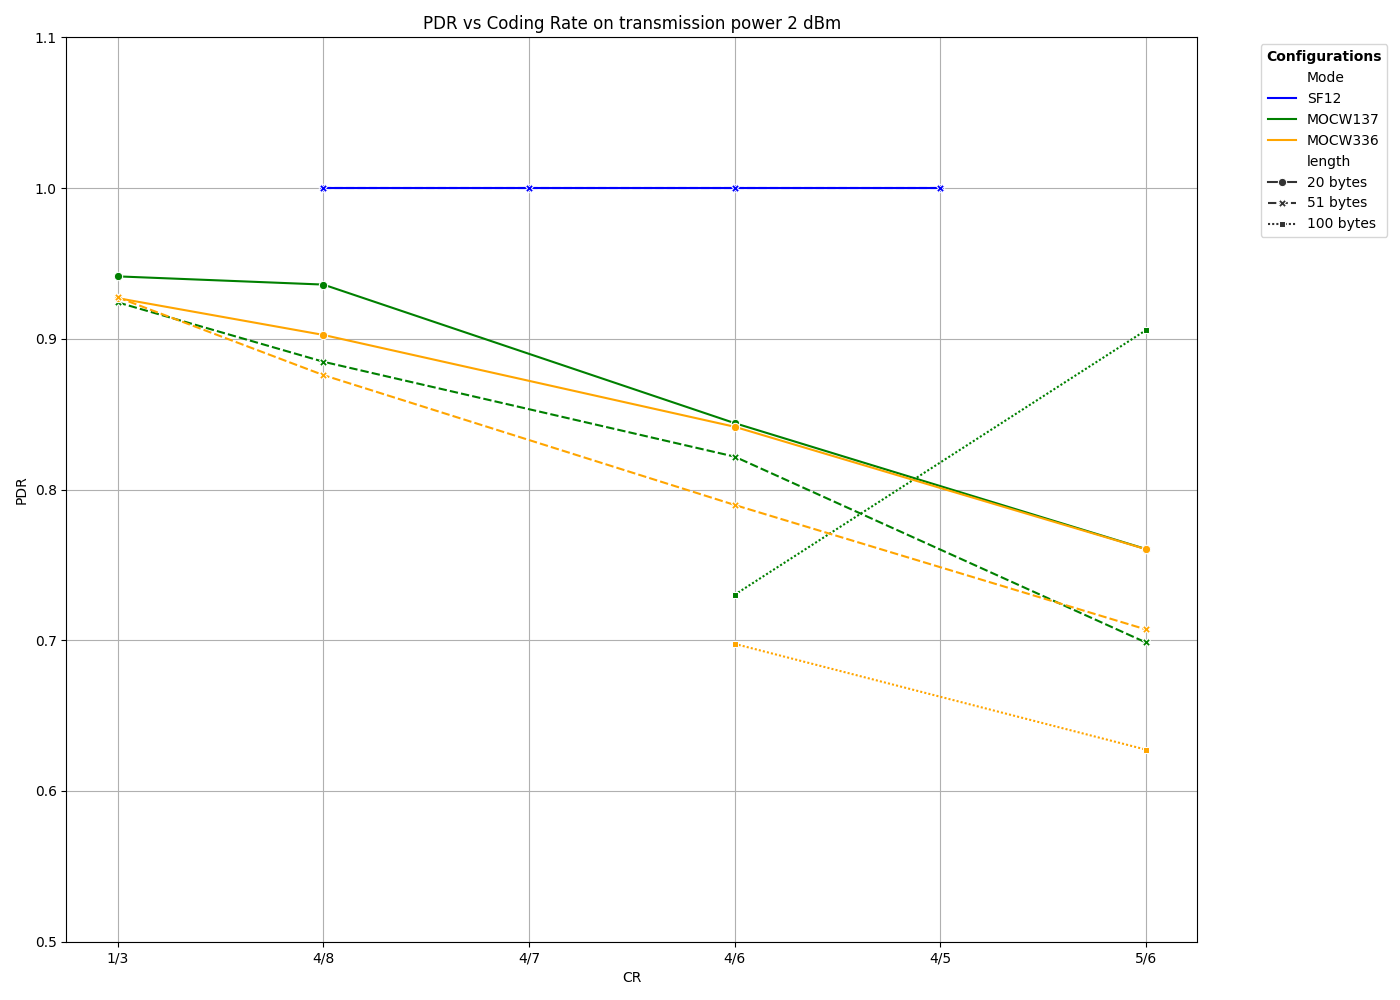 PDR vs Coding Rate on transmission power 2 dBm
1.1
1.0
0.9
0.8
0.7
0.6
0.5
PDR
1/3 4/8 4/7 4/6 4/5 5/6
CR
Configurations
Mode
SF12
MOCW137
MOCW336
length
20 bytes
51 bytes
100 bytes